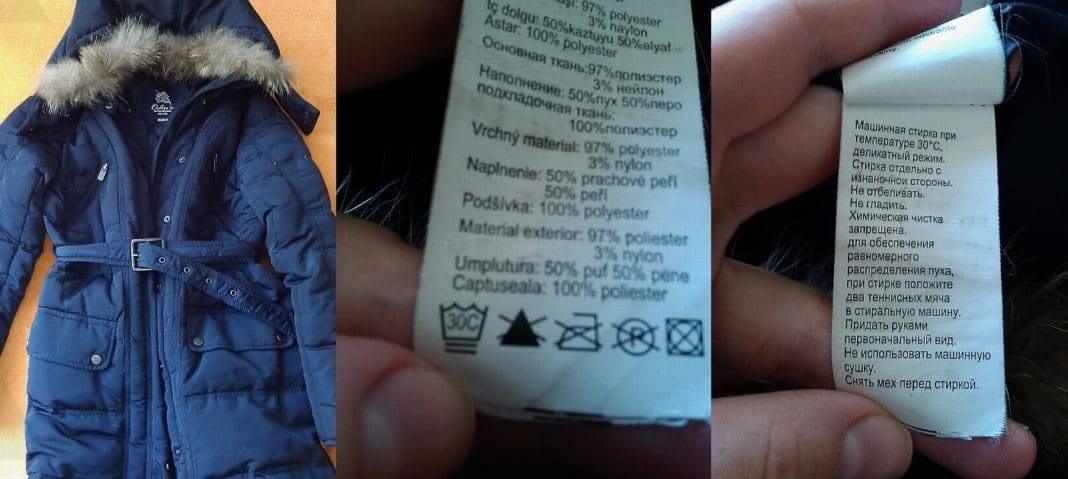 97% polyester
3% naylon
İç dolgu: 50%kaztuyu 50%elyaf
Astar: 100% polyester
Основная ткань:97%полиэстер
3% нейлон
Наполнение: 50%пух 50%перо
подкладочная ткань:
100%полиэстер
Vrchný material: 97% polyester
3% nylon
Naplnenie: 50% prachové peří
50% peří
Podšívka: 100% polyester
Material exterior: 97% poliester
3% nylon
Umplutura: 50% puf 50% pene
Captuseala: 100% poliester
30C
Машинная стирка при
температуре 30°C,
деликатный режим.
Стирка отдельно с
изнаночной стороны.
Не отбеливать.
Не гладить.
Химическая чистка
запрещена.
для обеспечения
равномерного
распределения пуха,
при стирке положите
два теннисных мяча
в стиральную машину.
Придать руками
первоначальный вид.
Не использовать машинную
сушку.
Снять мех перед стиркой.